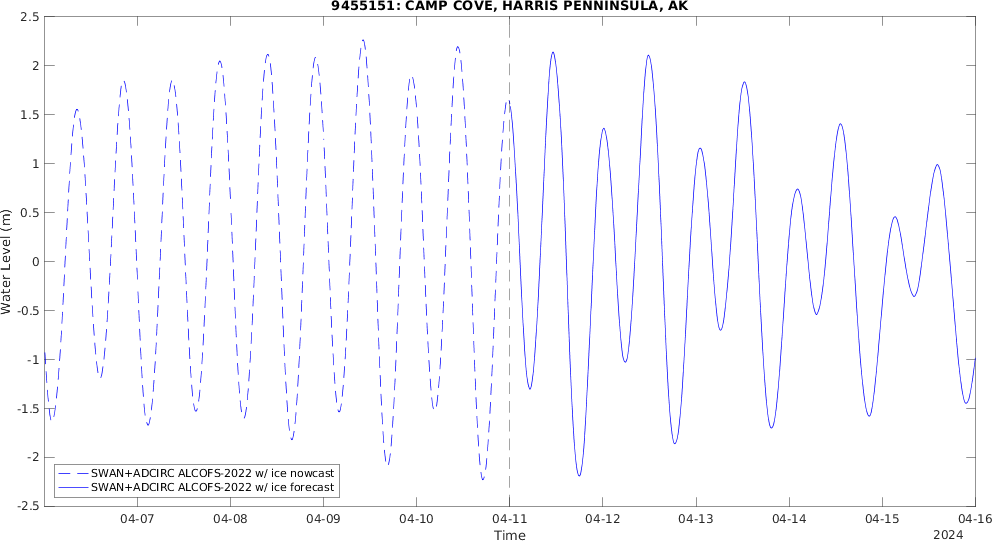 9455151: CAMP COVE, HARRIS PENNINSULA, AK
Water Level (m)
2.5
2
1.5
1
0.5
0
-0.5
-1
-1.5
-2
-2.5
SWAN+ADCIRC ALCOFS-2022 w/ ice nowcast
SWAN+ADCIRC ALCOFS-2022 w/ ice forecast
04-07 04-08 04-09 04-10 04-11 04-12 04-13 04-14 04-15 04-16
Time
2024